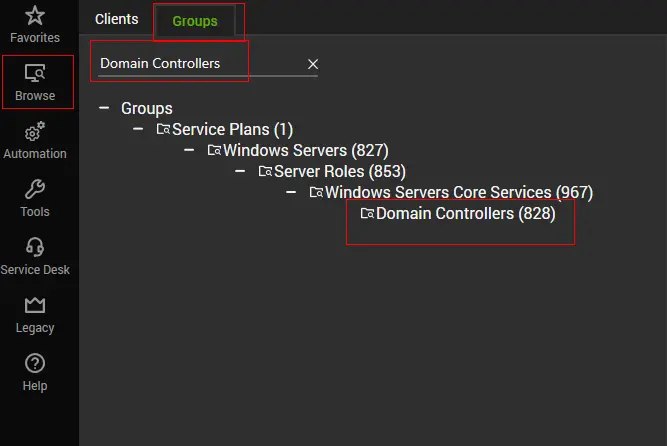 Favorites
Browse
Automation
Tools
Service Desk
Legacy
Help
Clients
Groups
Domain Controllers
Groups
Service Plans (1)
Windows Servers (827)
Server Roles (853)
Windows Servers Core Services (967)
Domain Controllers (828)